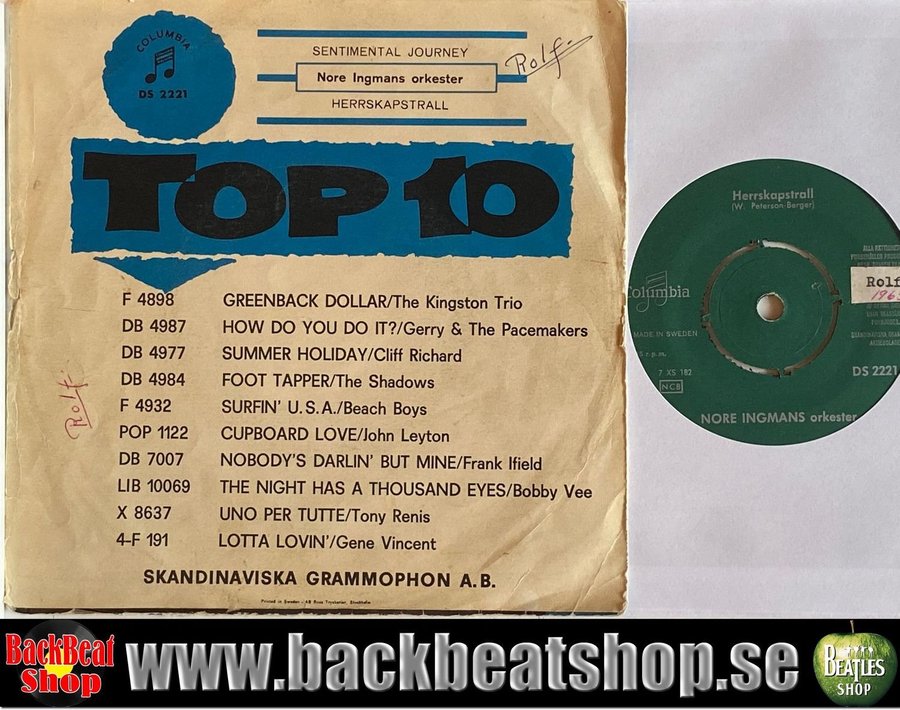 COLUMBIA
DS 2221
SENTIMENTAL JOURNEY
Nore Ingmans orkester
HERRSKAPSTRALL
Rolf
TOP 10
F 4898 GREENBACK DOLLAR/The Kingston Trio
DB 4987 HOW DO YOU DO IT?/Gerry & The Pacemakers
DB 4977 SUMMER HOLIDAY/Cliff Richard
DB 4984 FOOT TAPPER/The Shadows
F 4932 SURFIN' U.S.A./Beach Boys
POP 1122 CUPBOARD LOVE/John Leyton
DB 7007 NOBODY'S DARLIN' BUT MINE/Frank Ifield
LIB 10069 THE NIGHT HAS A THOUSAND EYES/Bobby Vee
X 8637 UNO PER TUTTE/Tony Renis
4-F 191 LOTTA LOVIN'/Gene Vincent
Rolf
SKANDINAVISKA GRAMMOPHON A.B.
Printed in Sweden
Herrskapstrall
(W. Peterson-Berger)
Columbia
MADE IN SWEDEN
r.p.m.
7 XS 182
NCB
Rolf
196
DS 2221
NORE INGMANS orkester
BackBeat
Shop
www.backbeatshop.se
BEATLES
SHOP